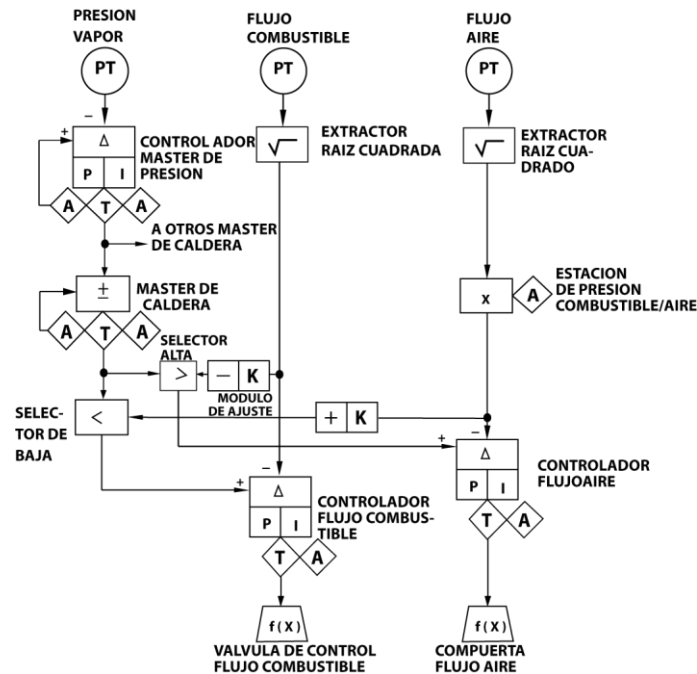 PRESION
VAPOR
FLUJO
COMBUSTIBLE
FLUJO
AIRE
PT
PT
PT
−
+
Δ
P I
A T A
CONTROL ADOR
MASTER DE
PRESION
√
EXTRACTOR
RAIZ CUADRADA
√
EXTRACTOR
RAIZ CUA-
DRADO
A OTROS MASTER
DE CALDERA
±
MASTER DE
CALDERA
A T A
x
A
ESTACION
DE PRESION
COMBUSTIBLE/AIRE
SELECTOR
ALTA
>
− K
MODULO
DE AJUSTE
SELEC-
TOR DE
BAJA
<
+ K
+
−
Δ
P I
T A
CONTROLADOR
FLUJOAIRE
−
+
Δ
P I
T A
CONTROLADOR
FLUJO COMBUS-
TIBLE
f(X)
f(X)
VALVULA DE CONTROL
FLUJO COMBUSTIBLE
COMPUERTA
FLUJO AIRE